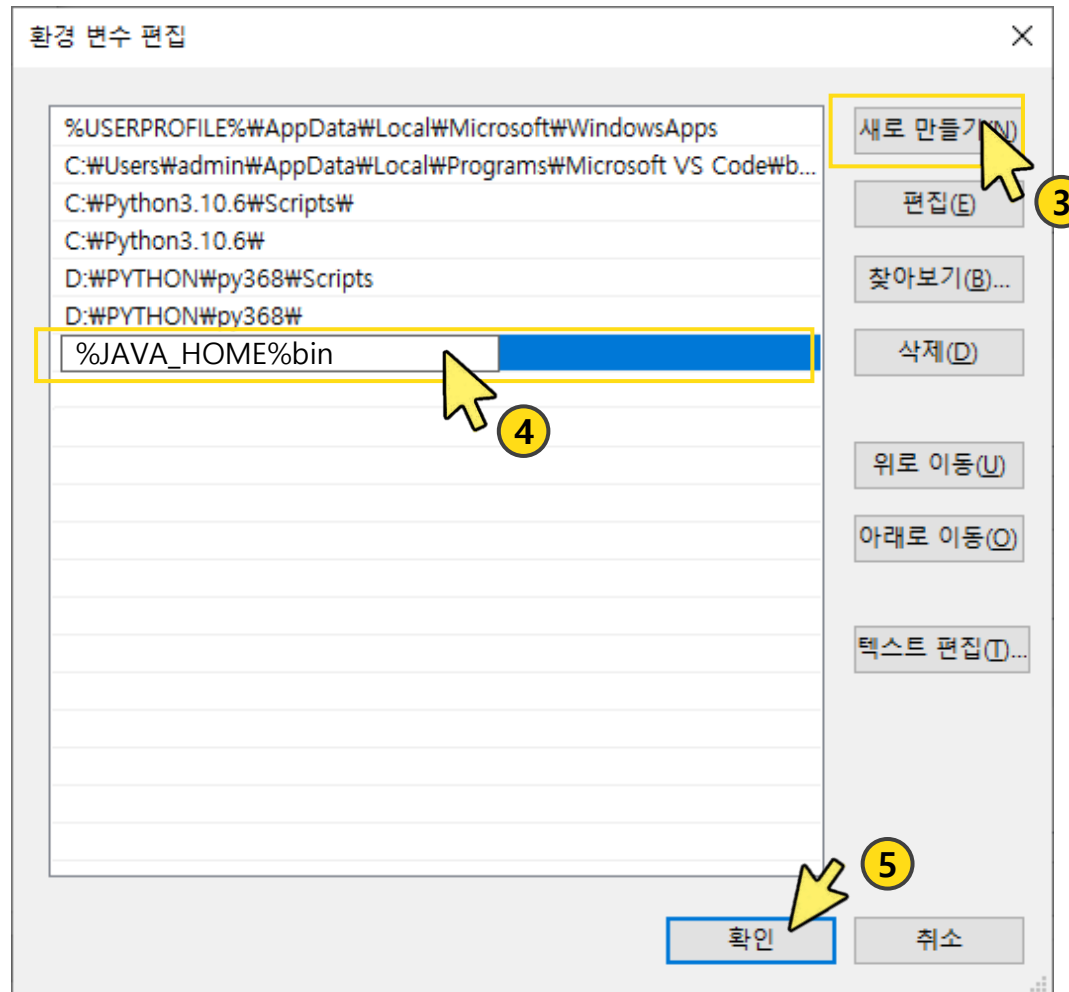 환경 변수 편집
%USERPROFILE%₩AppData₩Local₩Microsoft₩WindowsApps
새로 만들기(N)
C:₩Users₩admin₩AppData₩Local₩Programs₩Microsoft VS Code₩b...
C:₩Python3.10.6₩Scripts₩
편집(E)
3
C:₩Python3.10.6₩
D:₩PYTHON₩py368₩Scripts
찾아보기(B)...
D:₩PYTHON₩py368₩
%JAVA_HOME%bin
삭제(D)
4
위로 이동(U)
아래로 이동(O)
텍스트 편집(T)...
5
확인
취소